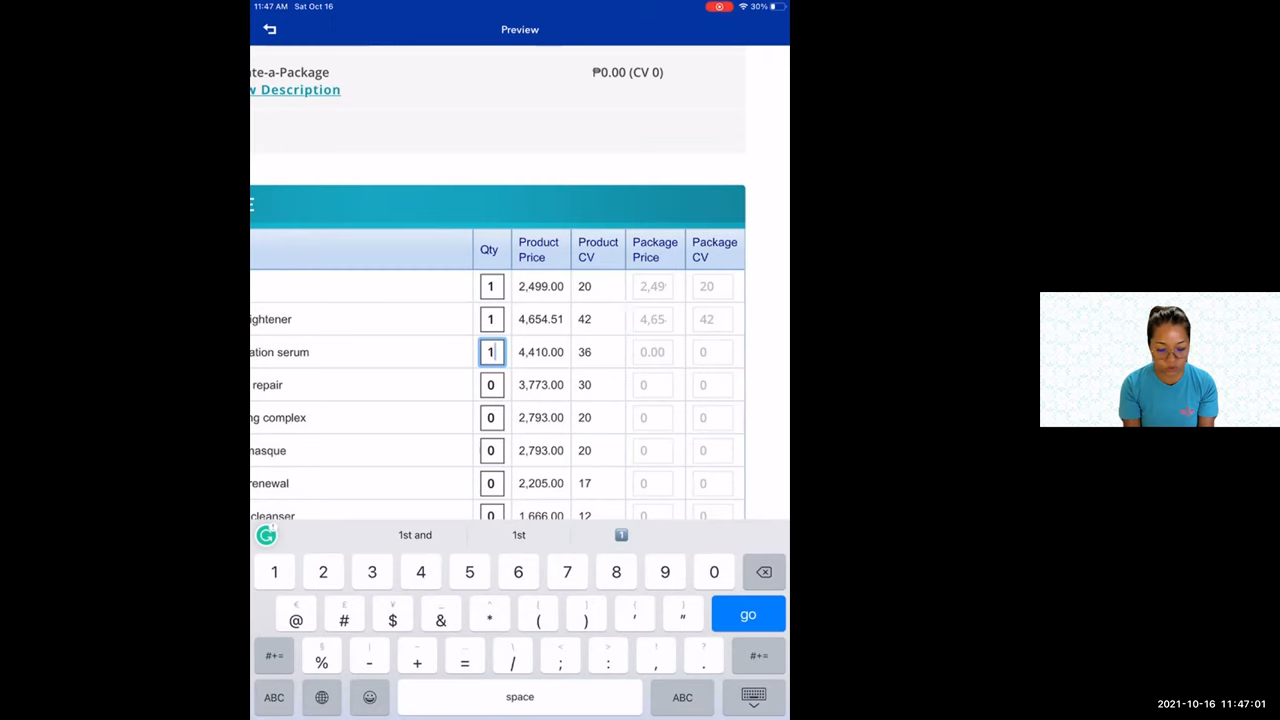 11:47 AM Sat Oct 16 30%
Preview
te-a-Package ₱0.00 (CV 0)
w Description
E
Qty Product Price Product CV Package Price Package CV
1 2,499.00 20 2,49 20
ightener 1 4,654.51 42 4,65 42
ation serum 1 4,410.00 36 0.00 0
repair 0 3,773.00 30 0 0
ng complex 0 2,793.00 20 0 0
masque 0 2,793.00 20 0 0
renewal 0 2,205.00 17 0 0
cleanser 0 1,666.00 12 0 0
1st and 1st 1
1 2 3 4 5 6 7 8 9 0
€ £ ¥ _ ^ [ ] { }
@ # $ & * ( ) ' "
go
§ | ~ … \ < > ! ?
#+= % - + = / ; : , . #+=
ABC space ABC
2021-10-16 11:47:01